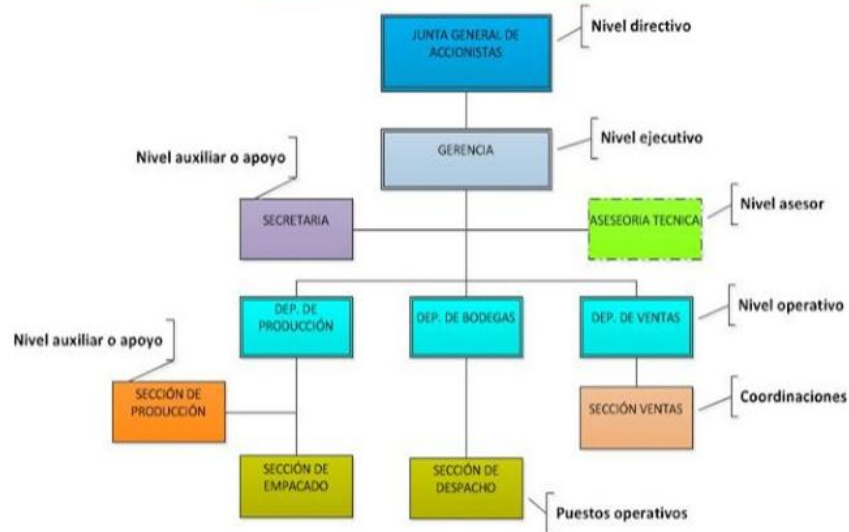 JUNTA GENERAL DE
ACCIONISTAS
Nivel directivo
GERENCIA
Nivel ejecutivo
Nivel auxiliar o apoyo
SECRETARIA
ASESORIA TECNICA
Nivel asesor
DEP. DE
PRODUCCIÓN
DEP. DE BODEGAS
DEP. DE VENTAS
Nivel operativo
Nivel auxiliar o apoyo
SECCIÓN DE
PRODUCCIÓN
SECCIÓN VENTAS
Coordinaciones
SECCIÓN DE
EMPACADO
SECCIÓN DE
DESPACHO
Puestos operativos